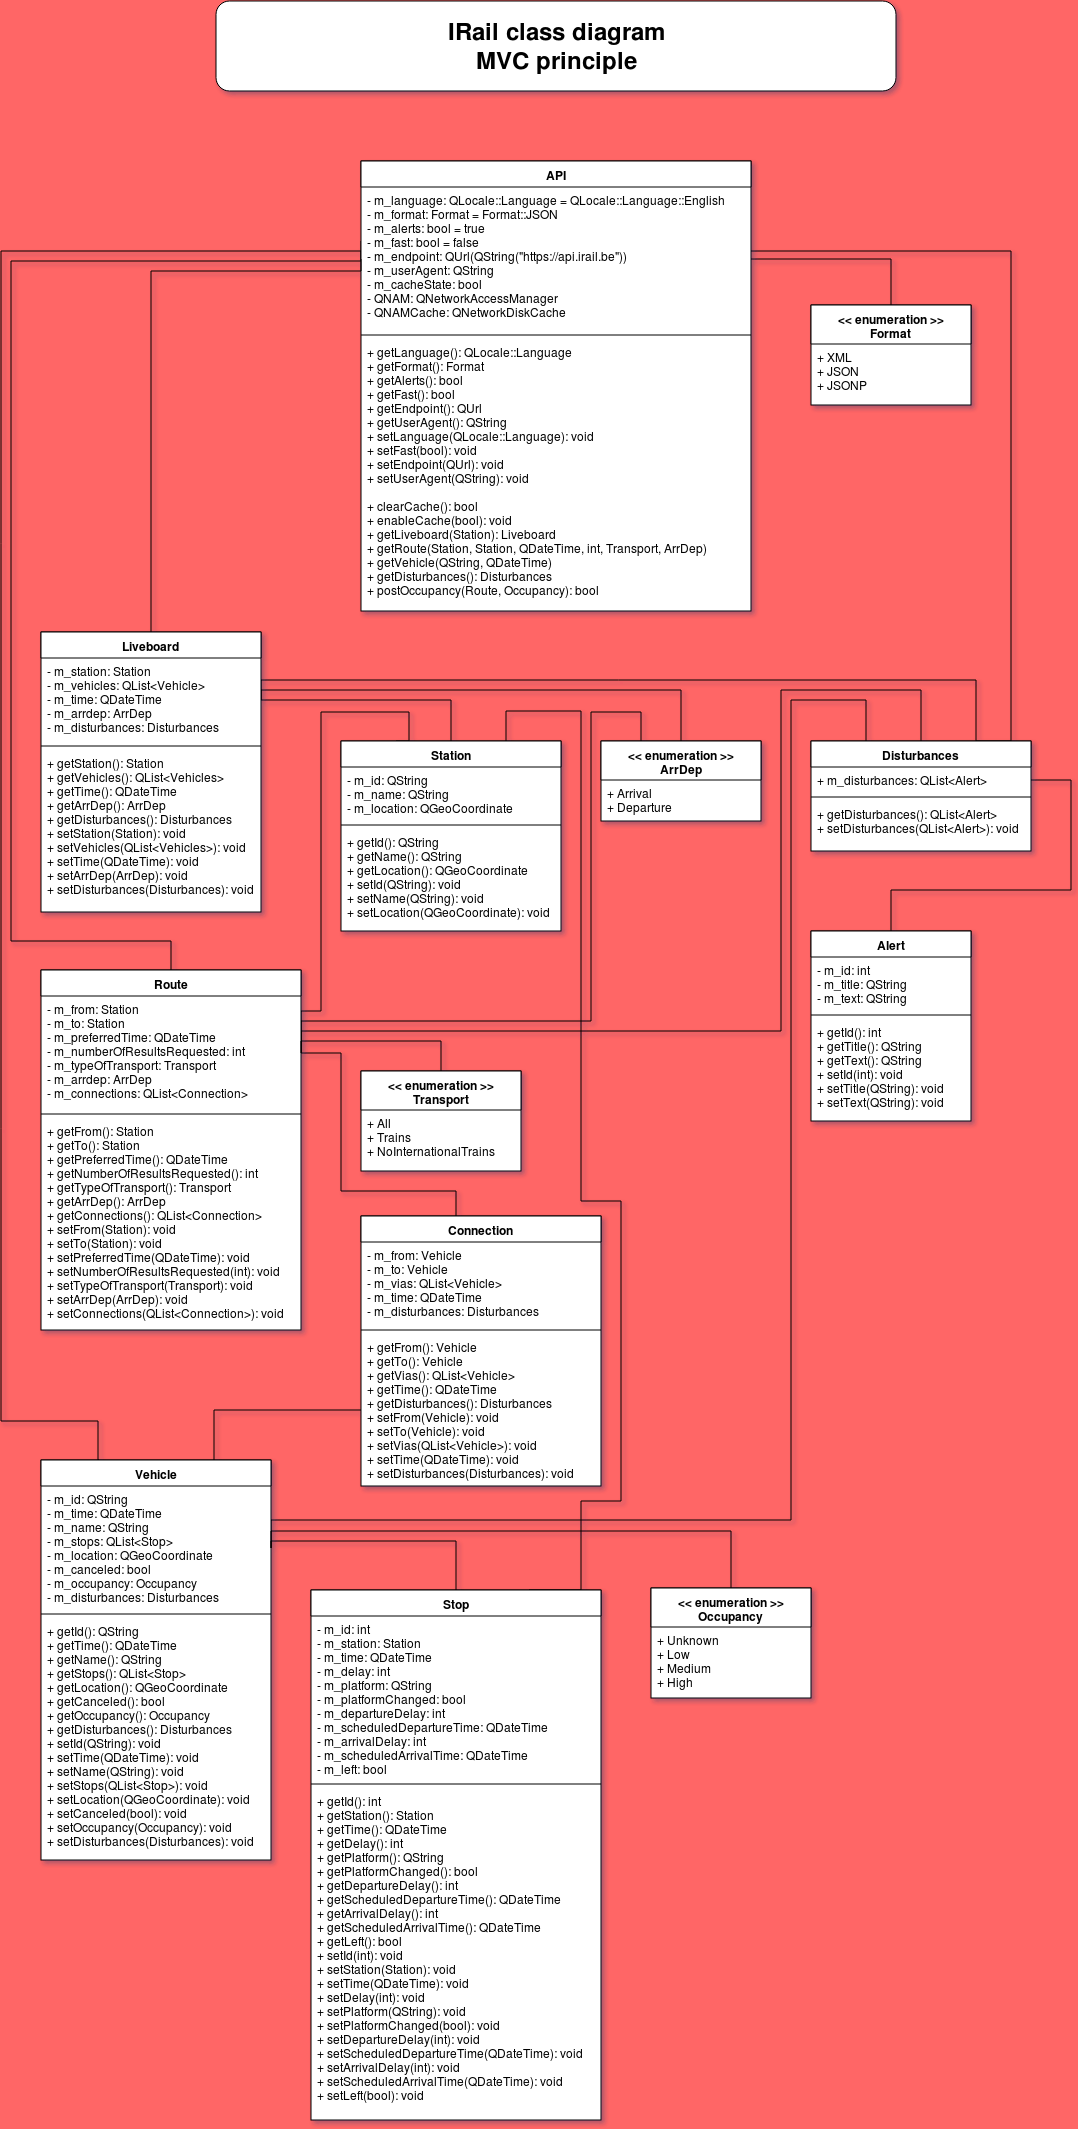 IRail class diagram
MVC principle
API
- m_language: QLocale::Language = QLocale::Language::English
- m_format: Format = Format::JSON
- m_alerts: bool = true
- m_fast: bool = false
- m_endpoint: QUrl(QString("https://api.irail.be"))
- m_userAgent: QString
- m_cacheState: bool
- QNAM: QNetworkAccessManager
- QNAMCache: QNetworkDiskCache
+ getLanguage(): QLocale::Language
+ getFormat(): Format
+ getAlerts(): bool
+ getFast(): bool
+ getEndpoint(): QUrl
+ getUserAgent(): QString
+ setLanguage(QLocale::Language): void
+ setFast(bool): void
+ setEndpoint(QUrl): void
+ setUserAgent(QString): void
+ clearCache(): bool
+ enableCache(bool): void
+ getLiveboard(Station): Liveboard
+ getRoute(Station, Station, QDateTime, int, Transport, ArrDep)
+ getVehicle(QString, QDateTime)
+ getDisturbances(): Disturbances
+ postOccupancy(Route, Occupancy): bool
<< enumeration >>
Format
+ XML
+ JSON
+ JSONP
Liveboard
- m_station: Station
- m_vehicles: QList<Vehicle>
- m_time: QDateTime
- m_arrdep: ArrDep
- m_disturbances: Disturbances
+ getStation(): Station
+ getVehicles(): QList<Vehicles>
+ getTime(): QDateTime
+ getArrDep(): ArrDep
+ getDisturbances(): Disturbances
+ setStation(Station): void
+ setVehicles(QList<Vehicles>): void
+ setTime(QDateTime): void
+ setArrDep(ArrDep): void
+ setDisturbances(Disturbances): void
Station
- m_id: QString
- m_name: QString
- m_location: QGeoCoordinate
+ getId(): QString
+ getName(): QString
+ getLocation(): QGeoCoordinate
+ setId(QString): void
+ setName(QString): void
+ setLocation(QGeoCoordinate): void
<< enumeration >>
ArrDep
+ Arrival
+ Departure
Disturbances
+ m_disturbances: QList<Alert>
+ getDisturbances(): QList<Alert>
+ setDisturbances(QList<Alert>): void
Alert
- m_id: int
- m_title: QString
- m_text: QString
+ getId(): int
+ getTitle(): QString
+ getText(): QString
+ setId(int): void
+ setTitle(QString): void
+ setText(QString): void
Route
- m_from: Station
- m_to: Station
- m_preferredTime: QDateTime
- m_numberOfResultsRequested: int
- m_typeOfTransport: Transport
- m_arrdep: ArrDep
- m_connections: QList<Connection>
+ getFrom(): Station
+ getTo(): Station
+ getPreferredTime(): QDateTime
+ getNumberOfResultsRequested(): int
+ getTypeOfTransport(): Transport
+ getArrDep(): ArrDep
+ getConnections(): QList<Connection>
+ setFrom(Station): void
+ setTo(Station): void
+ setPreferredTime(QDateTime): void
+ setNumberOfResultsRequested(int): void
+ setTypeOfTransport(Transport): void
+ setArrDep(ArrDep): void
+ setConnections(QList<Connection>): void
<< enumeration >>
Transport
+ All
+ Trains
+ NoInternationalTrains
Connection
- m_from: Vehicle
- m_to: Vehicle
- m_vias: QList<Vehicle>
- m_time: QDateTime
- m_disturbances: Disturbances
+ getFrom(): Vehicle
+ getTo(): Vehicle
+ getVias(): QList<Vehicle>
+ getTime(): QDateTime
+ getDisturbances(): Disturbances
+ setFrom(Vehicle): void
+ setTo(Vehicle): void
+ setVias(QList<Vehicle>): void
+ setTime(QDateTime): void
+ setDisturbances(Disturbances): void
Vehicle
- m_id: QString
- m_time: QDateTime
- m_name: QString
- m_stops: QList<Stop>
- m_location: QGeoCoordinate
- m_canceled: bool
- m_occupancy: Occupancy
- m_disturbances: Disturbances
+ getId(): QString
+ getTime(): QDateTime
+ getName(): QString
+ getStops(): QList<Stop>
+ getLocation(): QGeoCoordinate
+ getCanceled(): bool
+ getOccupancy(): Occupancy
+ getDisturbances(): Disturbances
+ setId(QString): void
+ setTime(QDateTime): void
+ setName(QString): void
+ setStops(QList<Stop>): void
+ setLocation(QGeoCoordinate): void
+ setCanceled(bool): void
+ setOccupancy(Occupancy): void
+ setDisturbances(Disturbances): void
Stop
- m_id: int
- m_station: Station
- m_time: QDateTime
- m_delay: int
- m_platform: QString
- m_platformChanged: bool
- m_departureDelay: int
- m_scheduledDepartureTime: QDateTime
- m_arrivalDelay: int
- m_scheduledArrivalTime: QDateTime
- m_left: bool
+ getId(): int
+ getStation(): Station
+ getTime(): QDateTime
+ getDelay(): int
+ getPlatform(): QString
+ getPlatformChanged(): bool
+ getDepartureDelay(): int
+ getScheduledDepartureTime(): QDateTime
+ getArrivalDelay(): int
+ getScheduledArrivalTime(): QDateTime
+ getLeft(): bool
+ setId(int): void
+ setStation(Station): void
+ setTime(QDateTime): void
+ setDelay(int): void
+ setPlatform(QString): void
+ setPlatformChanged(bool): void
+ setDepartureDelay(int): void
+ setScheduledDepartureTime(QDateTime): void
+ setArrivalDelay(int): void
+ setScheduledArrivalTime(QDateTime): void
+ setLeft(bool): void
<< enumeration >>
Occupancy
+ Unknown
+ Low
+ Medium
+ High